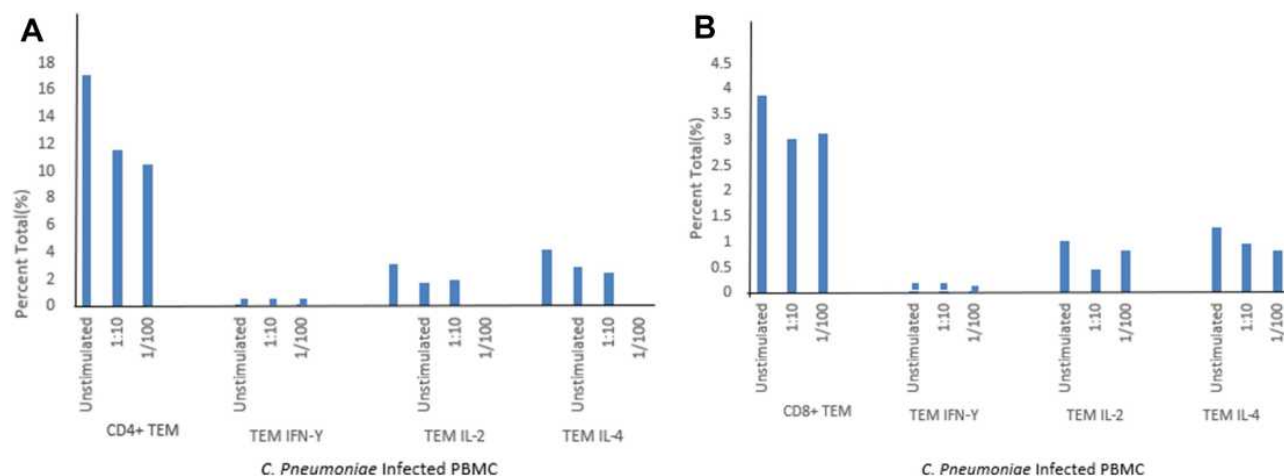 A
Percent Total(%)
18
16
14
12
10
8
6
4
2
0
Unstimulated
1:10
1/100
Unstimulated
1:10
1/100
Unstimulated
1:10
1/100
Unstimulated
1:10
1/100
CD4+ TEM
TEM IFN-Y
TEM IL-2
TEM IL-4
C. Pneumoniae Infected PBMC
B
Percent Total(%)
4.5
4
3.5
3
2.5
2
1.5
1
0.5
0
Unstimulated
1:10
1/100
Unstimulated
1:10
1/100
Unstimulated
1:10
1/100
Unstimulated
1:10
1/100
CD8+ TEM
TEM IFN-Y
TEM IL-2
TEM IL-4
C. Pneumoniae Infected PBMC